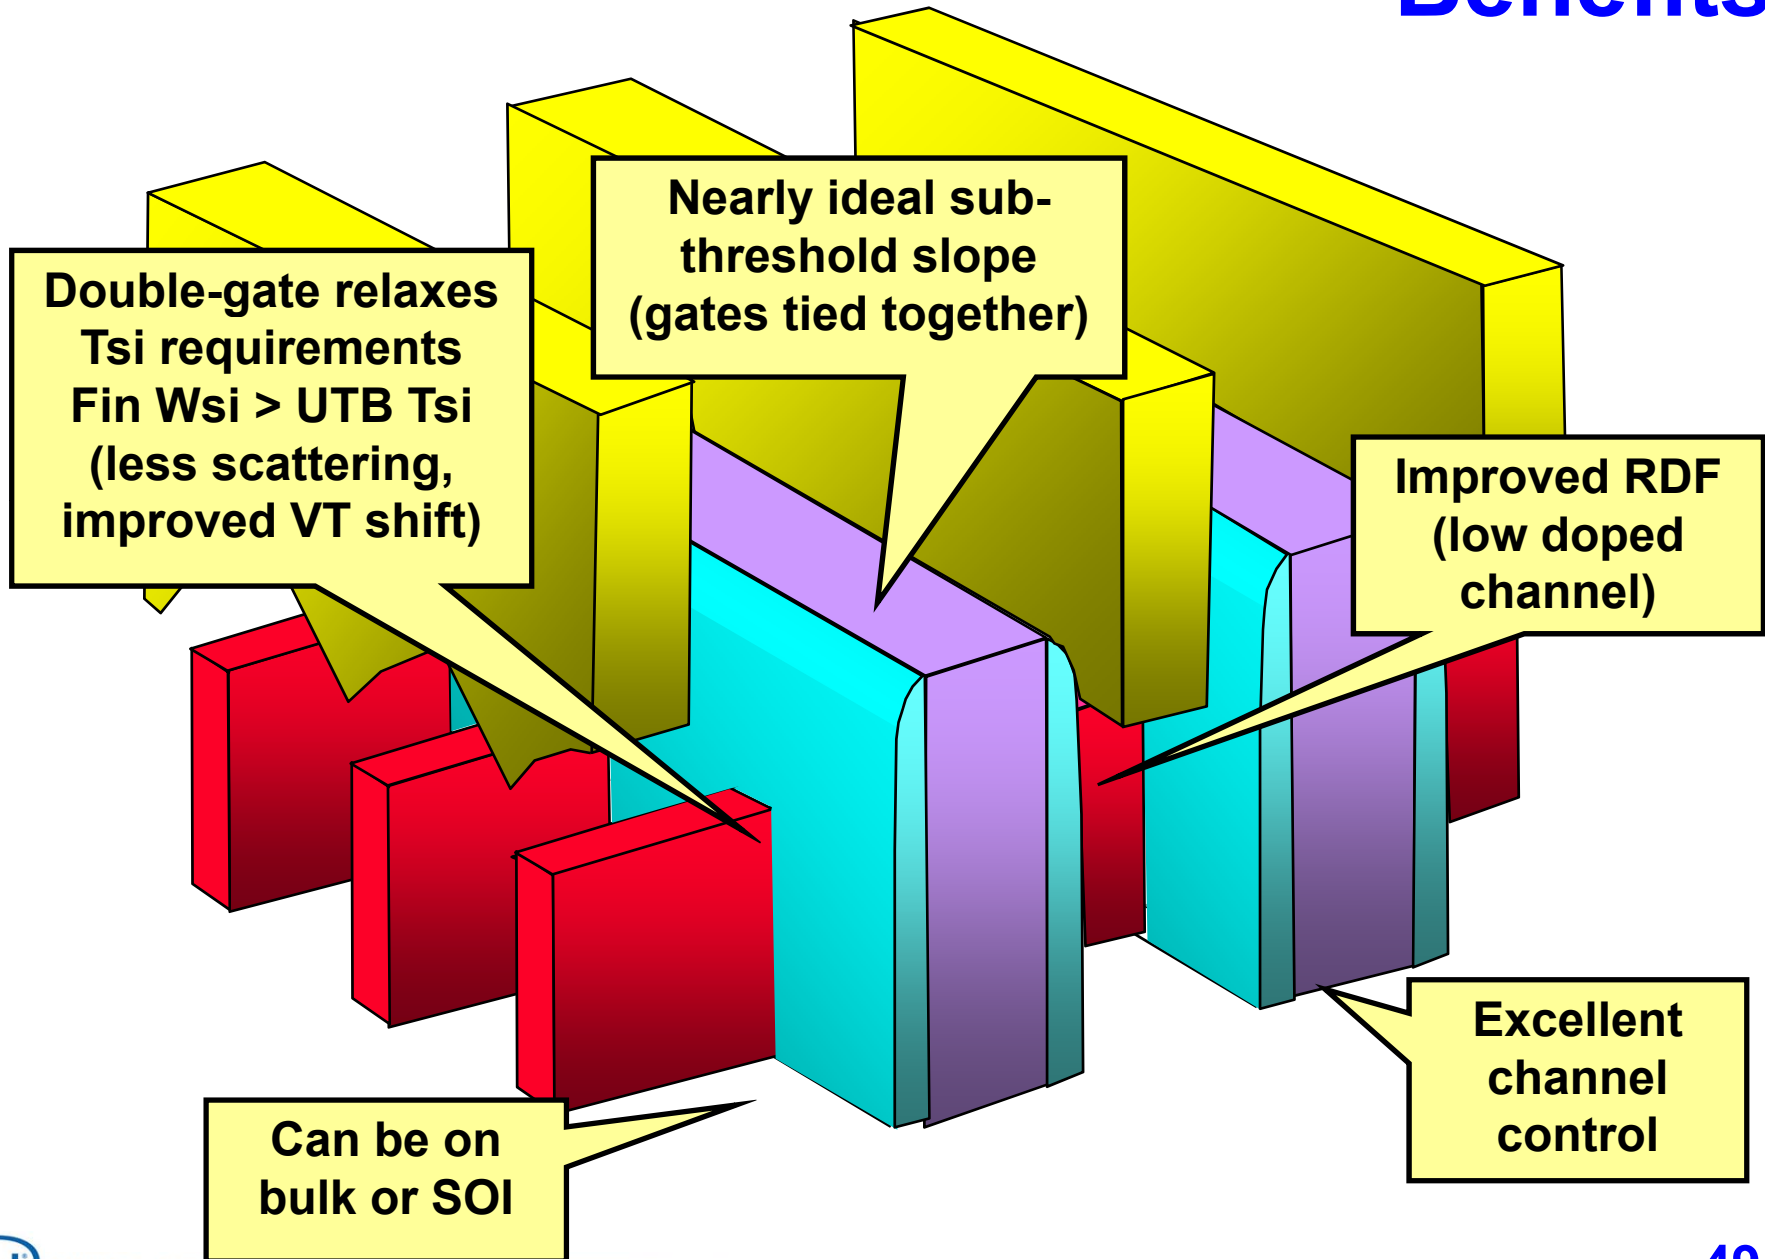 Benefits
Nearly ideal sub-
threshold slope
(gates tied together)
Double-gate relaxes
Tsi requirements
Fin Wsi > UTB Tsi
(less scattering,
improved VT shift)
Improved RDF
(low doped
channel)
Excellent
channel
control
Can be on
bulk or SOI